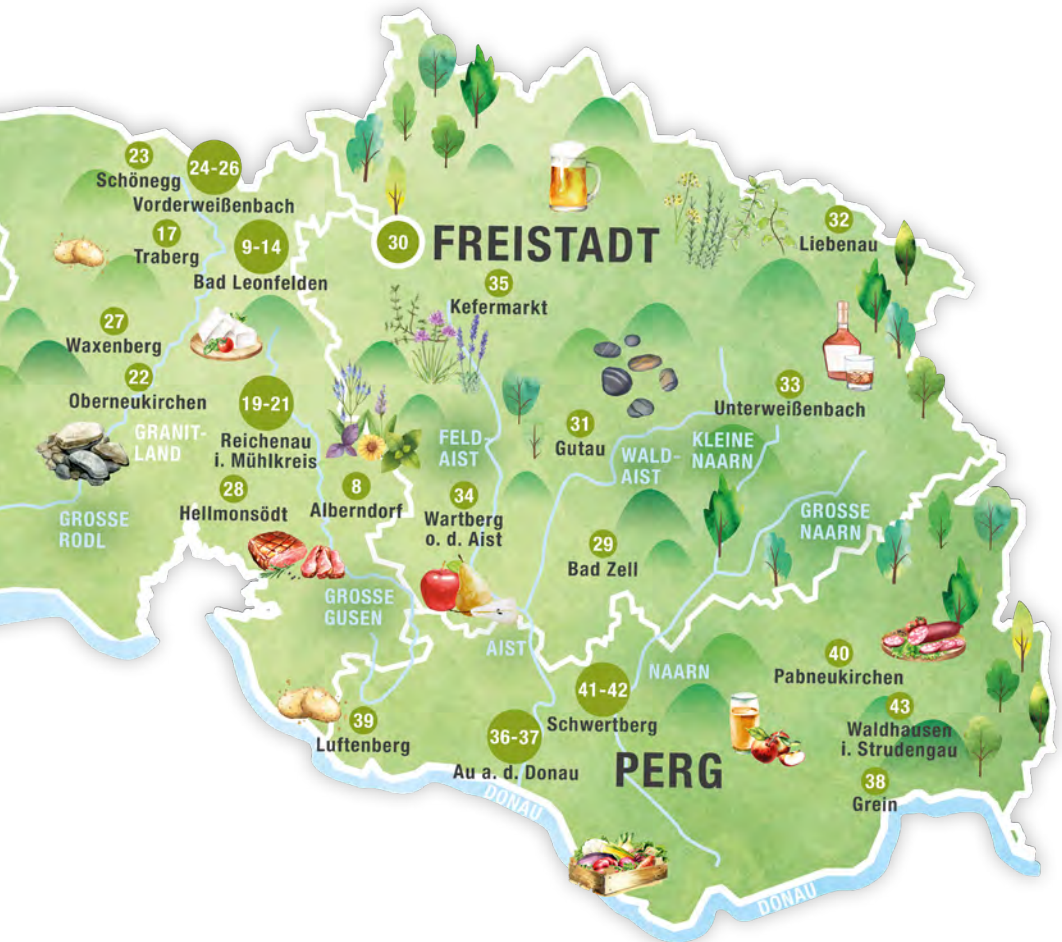 23
Schönegg
24-26
Vorderweißenbach
17
Traberg
9-14
Bad Leonfelden
30
FREISTADT
32
Liebenau
35
Kefermarkt
27
Waxenberg
22
Oberneukirchen
GRANIT-
LAND
19-21
Reichenau
i. Mühlkreis
33
Unterweißenbach
31
Gutau
FELD-
AIST
WALD-
AIST
KLEINE
NAARN
28
Hellmonsödt
8
Alberndorf
34
Wartberg
o. d. Aist
GROSSE
RODL
GROSSE
NAARN
29
Bad Zell
GROSSE
GUSEN
AIST
NAARN
40
Pabneukirchen
41-42
Schwertberg
43
Waldhausen
i. Strudengau
39
Luftenberg
36-37
Au a. d. Donau
PERG
38
Grein
DONAU
DONAU